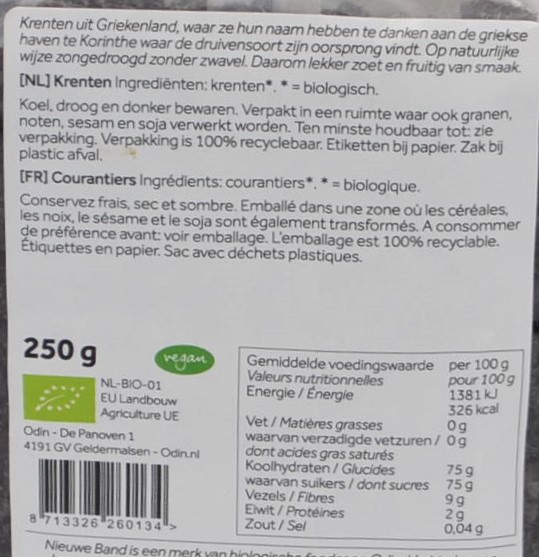 Krenten uit Griekenland, waar ze hun naam hebben te danken aan de griekse
haven te Korinthe waar de druivensoort zijn oorsprong vindt. Op natuurlijke
wijze zongedroogd zonder zwavel. Daarom lekker zoet en fruitig van smaak.
[NL] Krenten Ingrediënten: krenten*. * = biologisch.
Koel, droog en donker bewaren. Verpakt in een ruimte waar ook granen,
noten, sesam en soja verwerkt worden. Ten minste houdbaar tot: zie
verpakking. Verpakking is 100% recyclebaar. Etiketten bij papier. Zak bij
plastic afval.
[FR] Courantiers Ingrédients: courantiers*. * = biologique.
Conservez frais, sec et sombre. Emballé dans une zone où les céréales,
les noix, le sésame et le soja sont également transformés. A consommer
de préférence avant: voir emballage. L'emballage est 100% recyclable.
Étiquettes en papier. Sac avec déchets plastiques.
250 g
vegan
NL-BIO-01
EU Landbouw
Agriculture UE
Odin - De Panoven 1
4191 GV Geldermalsen - Odin.nl
8 713326 260134 >
Gemiddelde voedingswaarde per 100 g
Valeurs nutritionnelles pour 100 g
Energie / Énergie 1381 kJ
326 kcal
Vet / Matières grasses 0 g
waarvan verzadigde vetzuren / 0 g
dont acides gras saturés
Koolhydraten / Glucides 75 g
waarvan suikers / dont sucres 75 g
Vezels / Fibres 9 g
Eiwit / Protéines 2 g
Zout / Sel 0,04 g
Nieuwe Band is een merk van